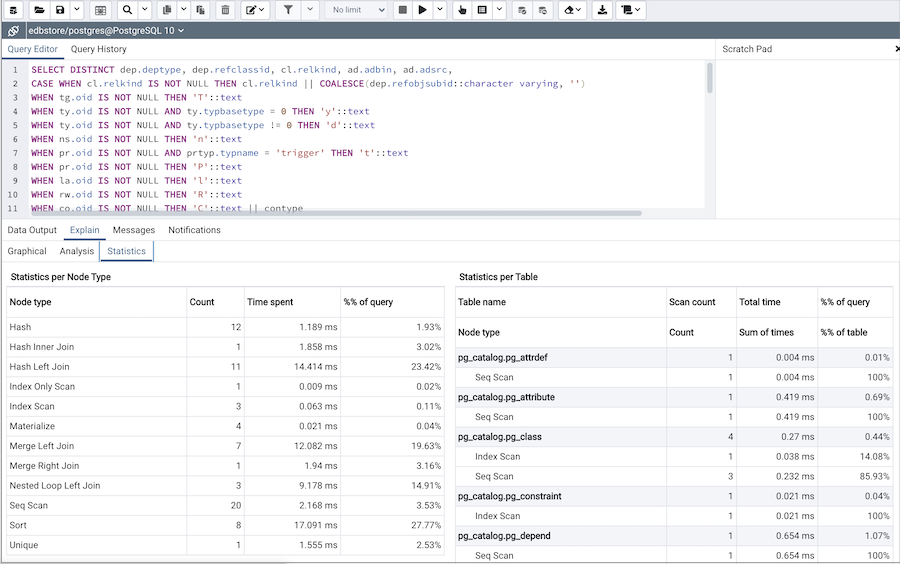 No limit
edbstore/postgres@PostgreSQL 10
Query Editor Query History Scratch Pad
1 SELECT DISTINCT dep.deptype, dep.refclassid, cl.relkind, ad.adbin, ad.adsrc,
2 CASE WHEN cl.relkind IS NOT NULL THEN cl.relkind || COALESCE(dep.refobjsubid::character varying, '')
3 WHEN tg.oid IS NOT NULL THEN 'T'::text
4 WHEN ty.oid IS NOT NULL AND ty.typbasetype = 0 THEN 'y'::text
5 WHEN ty.oid IS NOT NULL AND ty.typbasetype != 0 THEN 'd'::text
6 WHEN ns.oid IS NOT NULL THEN 'n'::text
7 WHEN pr.oid IS NOT NULL AND prtyp.typname = 'trigger' THEN 't'::text
8 WHEN pr.oid IS NOT NULL THEN 'P'::text
9 WHEN la.oid IS NOT NULL THEN 'l'::text
10 WHEN rw.oid IS NOT NULL THEN 'R'::text
11 WHEN co.oid IS NOT NULL THEN 'C'::text || contype
Data Output Explain Messages Notifications
Graphical Analysis Statistics
Statistics per Node Type
Node type Count Time spent %% of query
Hash 12 1.189 ms 1.93%
Hash Inner Join 1 1.858 ms 3.02%
Hash Left Join 11 14.414 ms 23.42%
Index Only Scan 1 0.009 ms 0.02%
Index Scan 3 0.063 ms 0.11%
Materialize 4 0.021 ms 0.04%
Merge Left Join 7 12.082 ms 19.63%
Merge Right Join 1 1.94 ms 3.16%
Nested Loop Left Join 3 9.178 ms 14.91%
Seq Scan 20 2.168 ms 3.53%
Sort 8 17.091 ms 27.77%
Unique 1 1.555 ms 2.53%
Statistics per Table
Table name Scan count Total time %% of query
Node type Count Sum of times %% of table
pg_catalog.pg_attrdef 1 0.004 ms 0.01%
Seq Scan 1 0.004 ms 100%
pg_catalog.pg_attribute 1 0.419 ms 0.69%
Seq Scan 1 0.419 ms 100%
pg_catalog.pg_class 4 0.27 ms 0.44%
Index Scan 1 0.038 ms 14.08%
Seq Scan 3 0.232 ms 85.93%
pg_catalog.pg_constraint 1 0.021 ms 0.04%
Index Scan 1 0.021 ms 100%
pg_catalog.pg_depend 1 0.654 ms 1.07%
Seq Scan 1 0.654 ms 100%